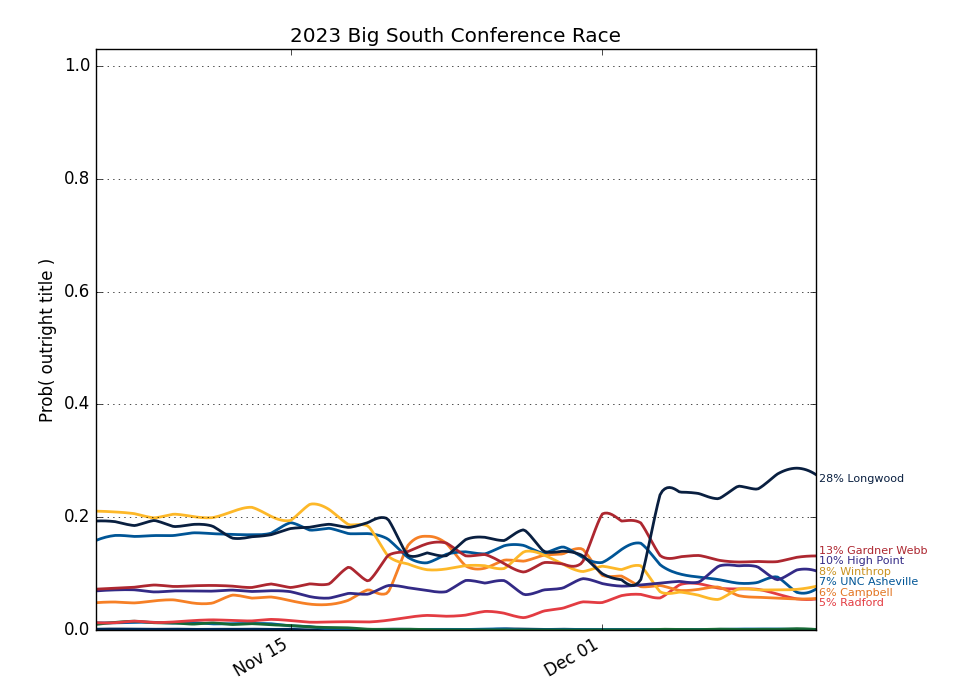 2023 Big South Conference Race
1.0
0.8
0.6
0.4
0.2
0.0
Prob( outright title )
Nov 15
Dec 01
28% Longwood
13% Gardner Webb
10% High Point
8% Winthrop
7% UNC Asheville
6% Campbell
5% Radford